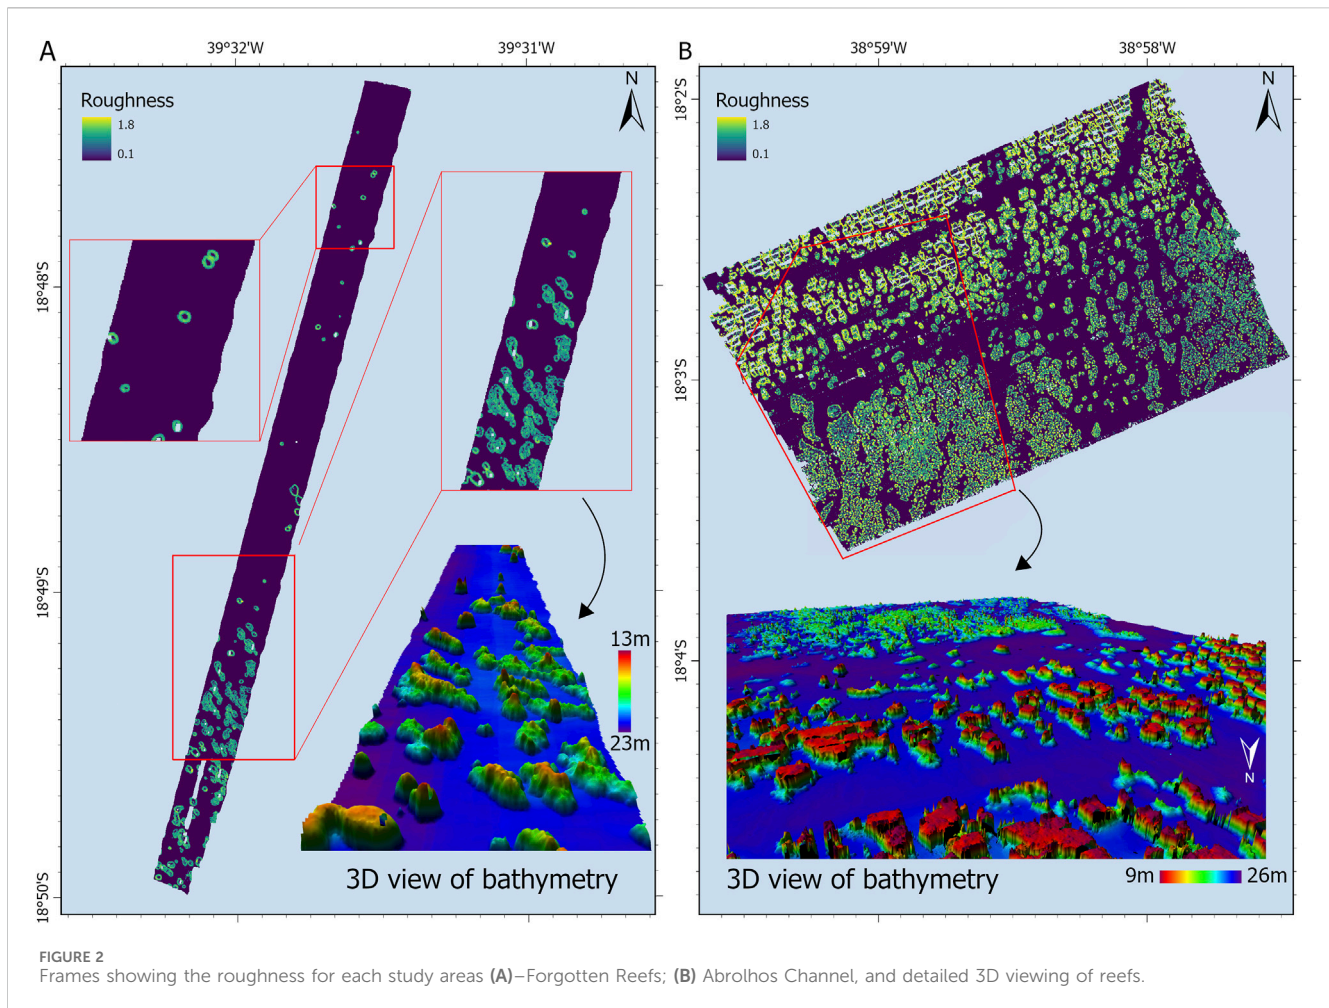 A
39°32'W
39°31'W
Roughness
1.8
0.1
N
18°48'S
18°49'S
18°50'S
13m
23m
3D view of bathymetry
B
38°59'W
38°58'W
Roughness
1.8
0.1
N
18°2'S
18°3'S
18°4'S
N
3D view of bathymetry
9m
26m
FIGURE 2
Frames showing the roughness for each study areas (A)–Forgotten Reefs; (B) Abrolhos Channel, and detailed 3D viewing of reefs.